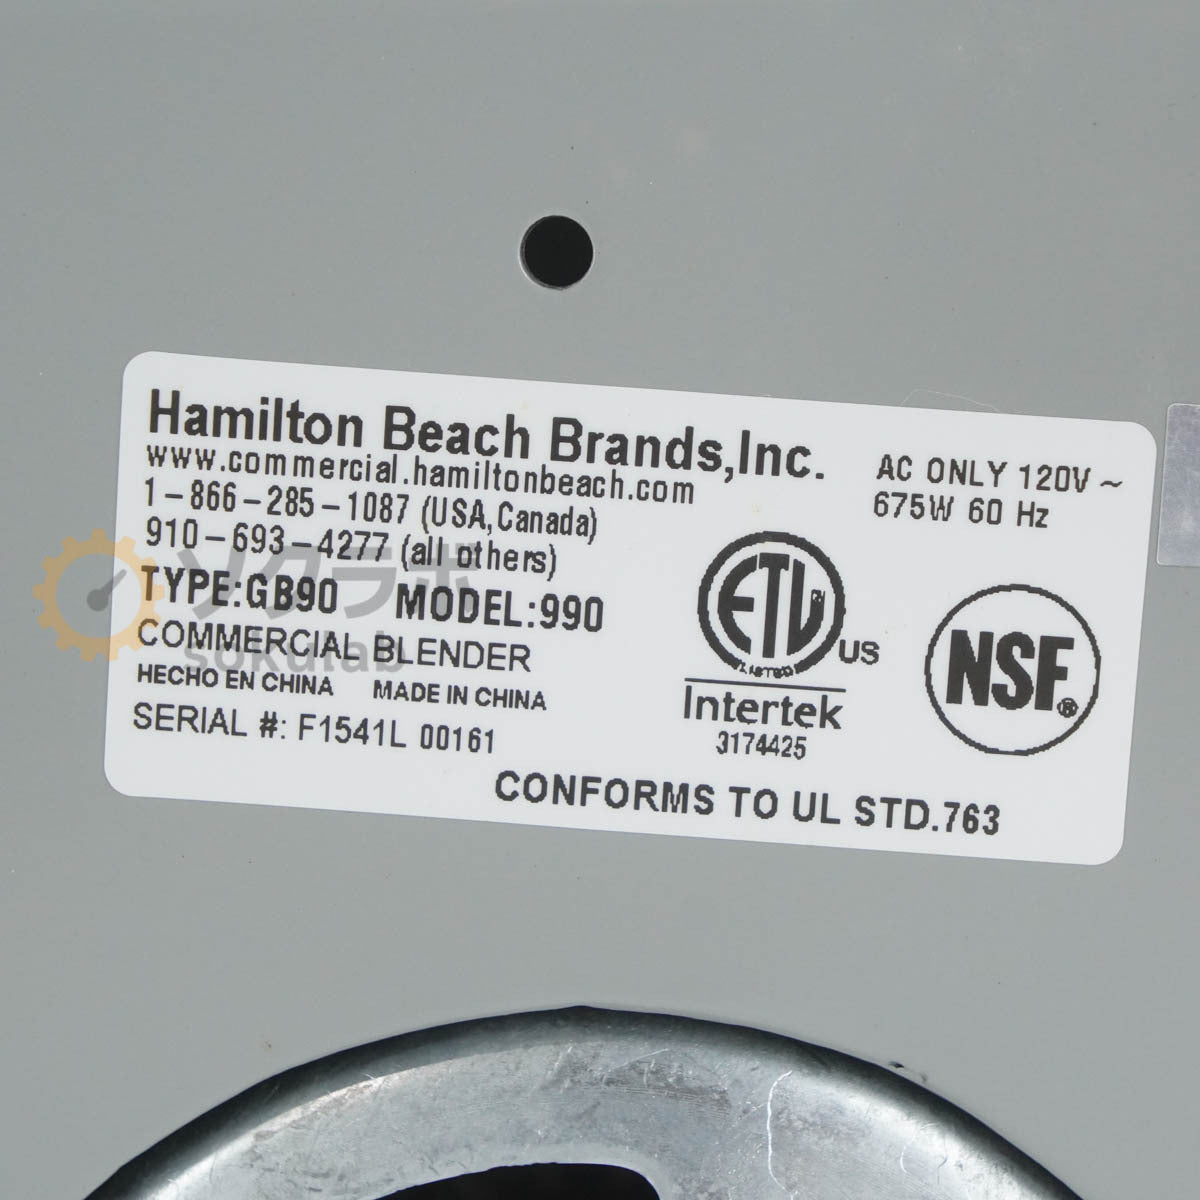 Hamilton Beach Brands,Inc.
www.commercial.hamiltonbeach.com
1-866-285-1087 (USA,Canada)
910-693-4277 (all others)
TYPE:GB90 MODEL:990
COMMERCIAL BLENDER
HECHO EN CHINA MADE IN CHINA
SERIAL #: F1541L 00161
AC ONLY 120V ~
675W 60 Hz
ETL
LISTED
US
Intertek
3174425
NSF®
CONFORMS TO UL STD.763
ソクラボ
sokulab